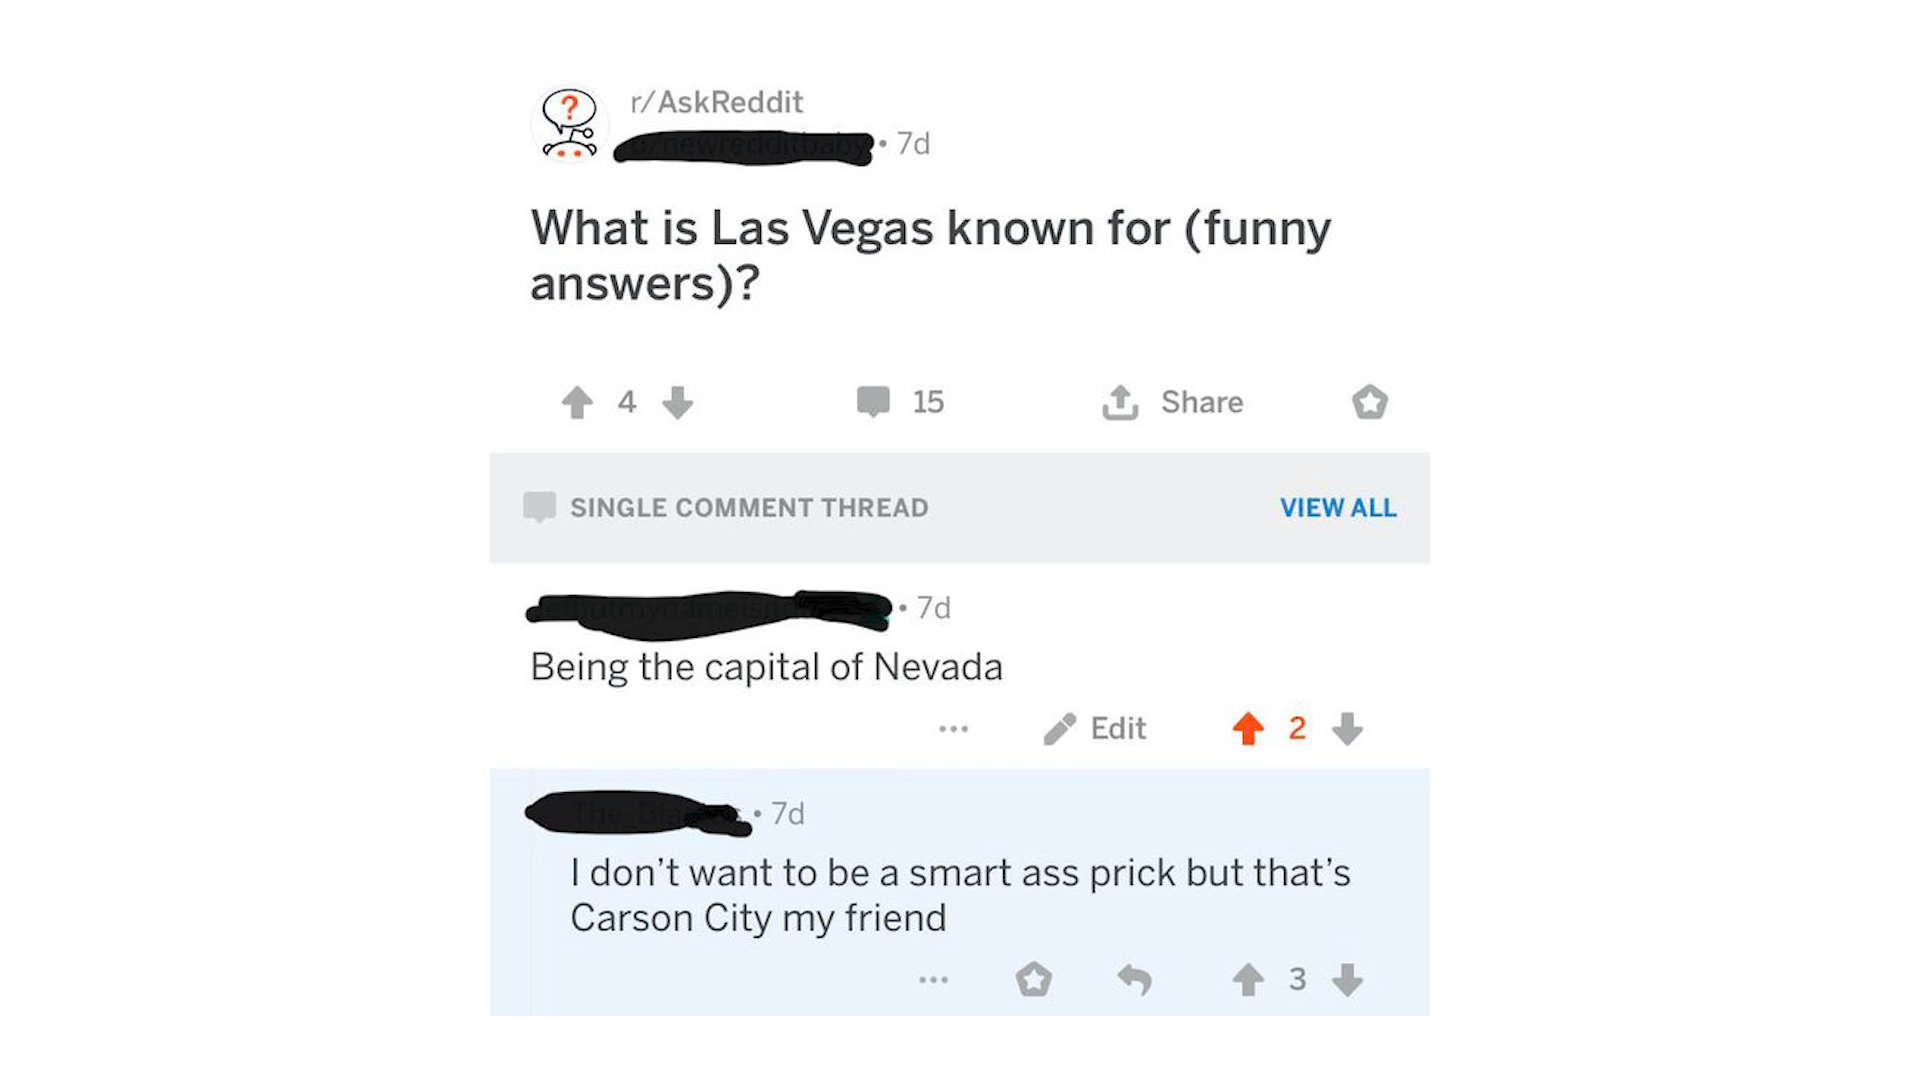 r/AskReddit
• 7d
What is Las Vegas known for (funny
answers)?
4
15
Share
SINGLE COMMENT THREAD
VIEW ALL
• 7d
Being the capital of Nevada
... Edit 2
• 7d
I don’t want to be a smart ass prick but that’s
Carson City my friend
... 3